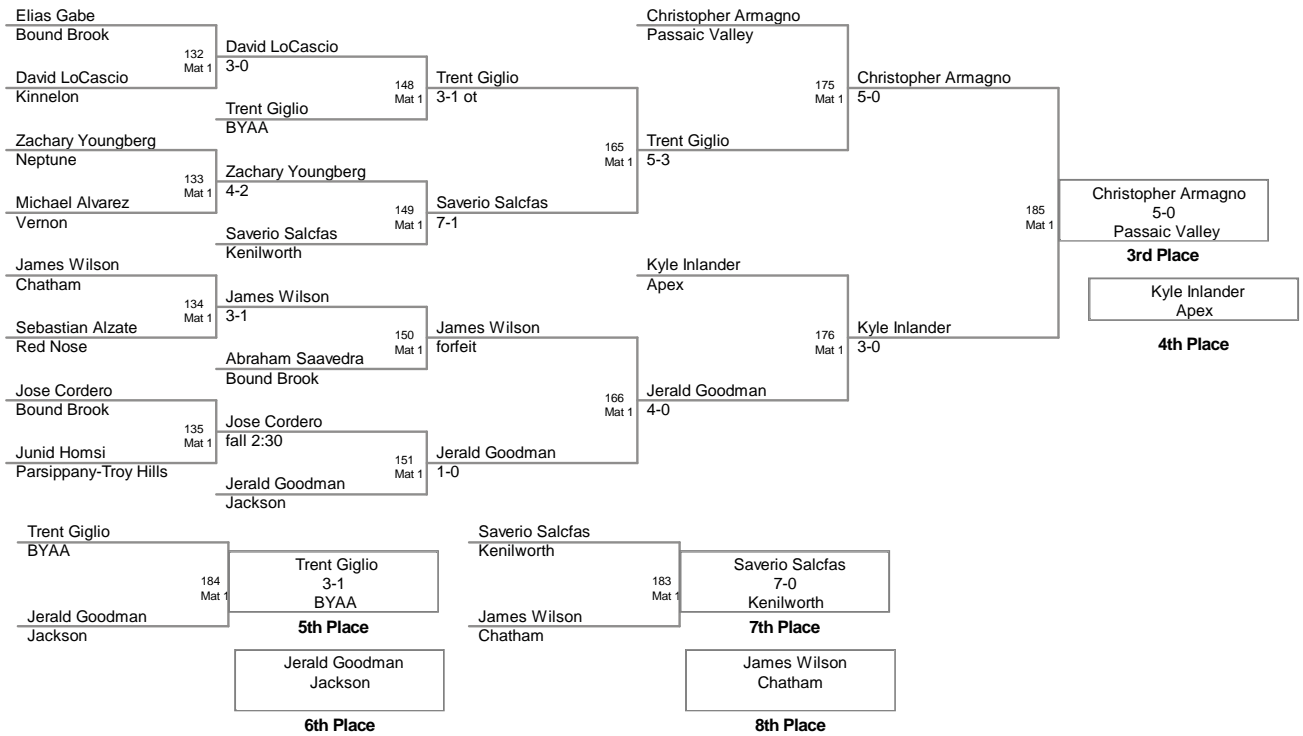 Elias Gabe
Bound Brook
132
Mat 1
David LoCascio
Kinnelon
David LoCascio
3-0
148
Mat 1
Trent Giglio
BYAA
Zachary Youngberg
Neptune
133
Mat 1
Michael Alvarez
Vernon
Zachary Youngberg
4-2
149
Mat 1
Saverio Salcfas
Kenilworth
James Wilson
Chatham
134
Mat 1
Sebastian Alzate
Red Nose
James Wilson
3-1
150
Mat 1
Abraham Saavedra
Bound Brook
Jose Cordero
Bound Brook
135
Mat 1
Junid Homsi
Parsippany-Troy Hills
Jose Cordero
fall 2:30
151
Mat 1
Jerald Goodman
Jackson
Trent Giglio
3-1 ot
165
Mat 1
Saverio Salcfas
7-1
James Wilson
forfeit
166
Mat 1
Jerald Goodman
1-0
Christopher Armagno
Passaic Valley
175
Mat 1
Trent Giglio
5-3
Kyle Inlander
Apex
176
Mat 1
Jerald Goodman
4-0
Christopher Armagno
5-0
185
Mat 1
Kyle Inlander
3-0
Christopher Armagno
5-0
Passaic Valley
3rd Place
Kyle Inlander
Apex
4th Place
Trent Giglio
BYAA
184
Mat 1
Jerald Goodman
Jackson
Trent Giglio
3-1
BYAA
5th Place
Jerald Goodman
Jackson
6th Place
Saverio Salcfas
Kenilworth
183
Mat 1
James Wilson
Chatham
Saverio Salcfas
7-0
Kenilworth
7th Place
James Wilson
Chatham
8th Place